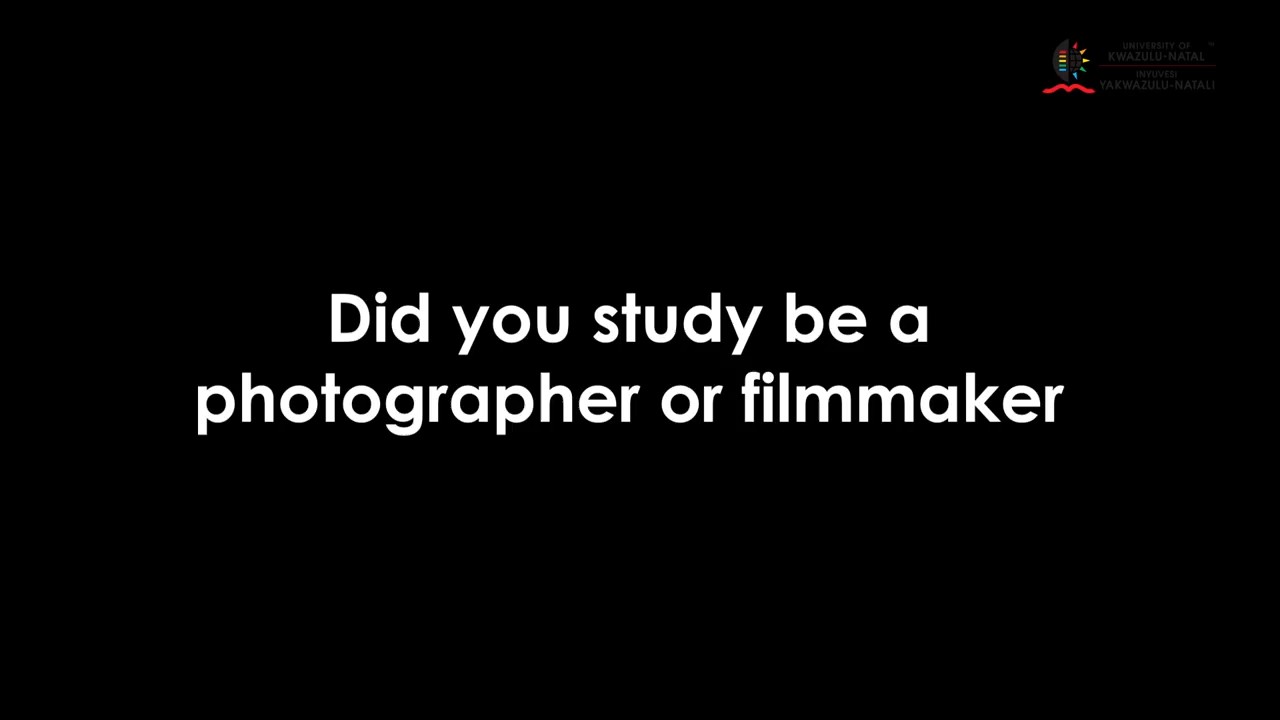 UNIVERSITY OF
KWAZULU-NATAL
INYUVESI
YAKWAZULU-NATALI
Did you study be a
photographer or filmmaker